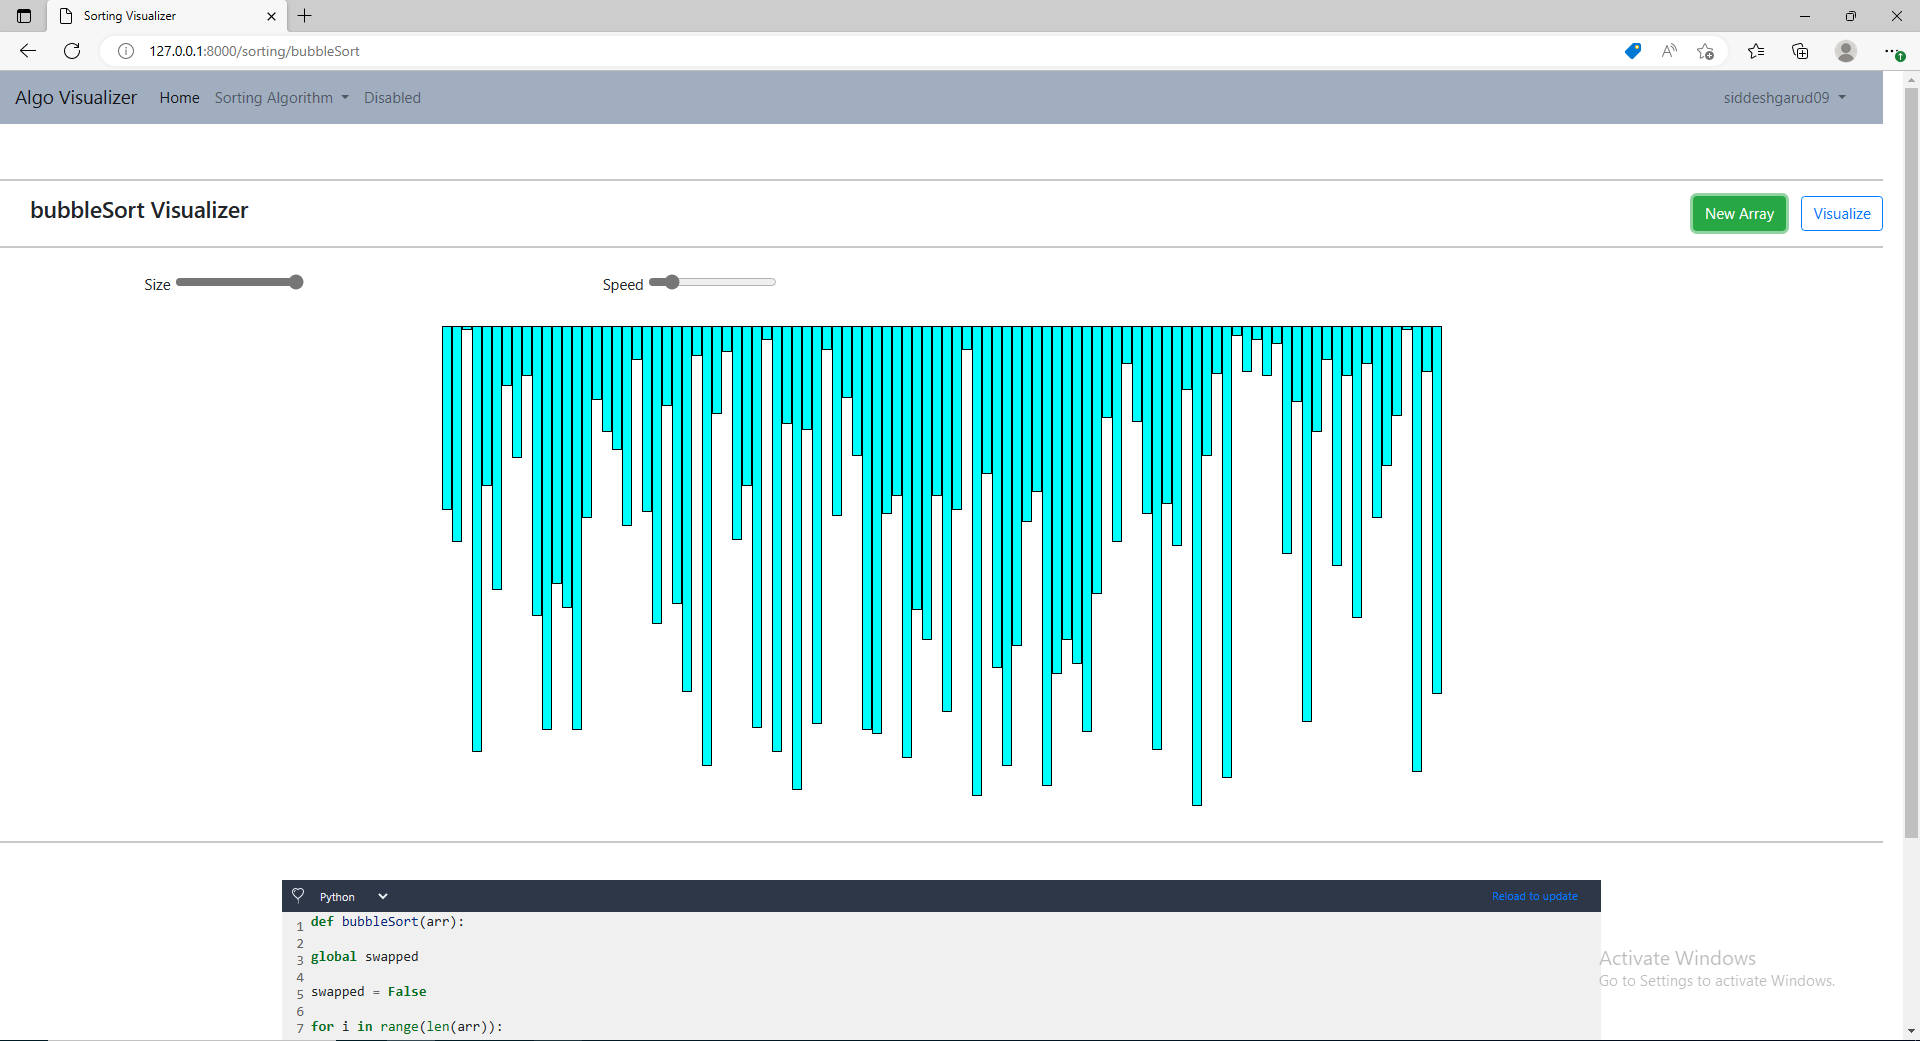 Sorting Visualizer
127.0.0.1:8000/sorting/bubbleSort
Algo Visualizer Home Sorting Algorithm Disabled siddeshgarud09
bubbleSort Visualizer New Array Visualize
Size Speed
Python Reload to update
1 def bubbleSort(arr):
2
3 global swapped
4
5 swapped = False
6
7 for i in range(len(arr)):
Activate Windows
Go to Settings to activate Windows.